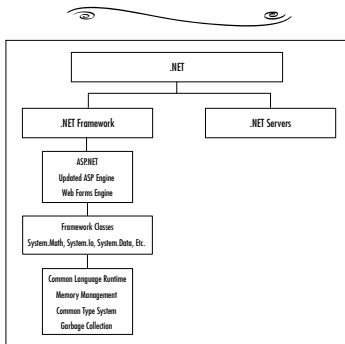 .NET
.NET Framework
.NET Servers
ASP.NET
Updated ASP Engine
Web Forms Engine
Framework Classes
System.Math, System.Io, System.Data, Etc.
Common Language Runtime
Memory Management
Common Type System
Garbage Collection